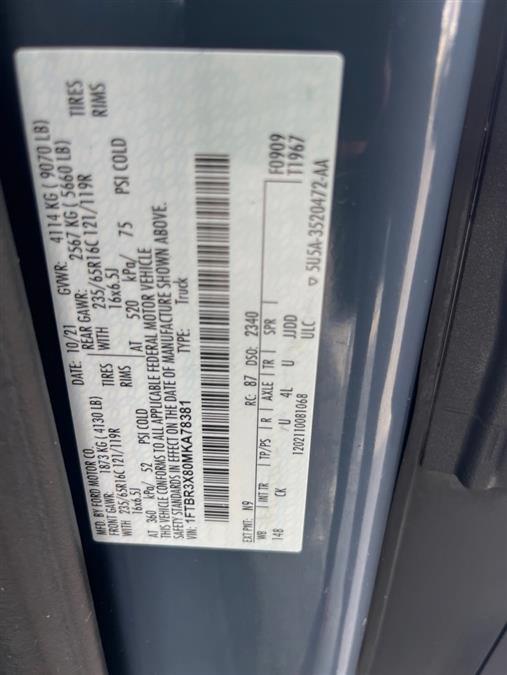 MFD. BY FORD MOTOR CO.
DATE: 10/21 GVWR: 4114 KG ( 9070 LB)
FRONT GAWR: 1873 KG (4130 LB) REAR GAWR: 2567 KG (5660 LB)
WITH 235/65R16C 121/119R TIRES WITH 235/65R16C 121/119R TIRES
16x6.5J RIMS 16x6.5J RIMS
AT 360 kPa/ 52 PSI COLD AT 520 kPa/ 75 PSI COLD
THIS VEHICLE CONFORMS TO ALL APPLICABLE FEDERAL MOTOR VEHICLE
SAFETY STANDARDS IN EFFECT ON THE DATE OF MANUFACTURE SHOWN ABOVE.
VIN: 1FTBR3X80MKA78381 TYPE: Truck
F0909
T1967
EXT PNT: N9 RC: 87 DSO: 2340
WB INT TR TP/PS R AXLE TR SPR
148 CK /U 4L U JJDD
ULC
1202110081068
▽ 5U5A-3520472-AA